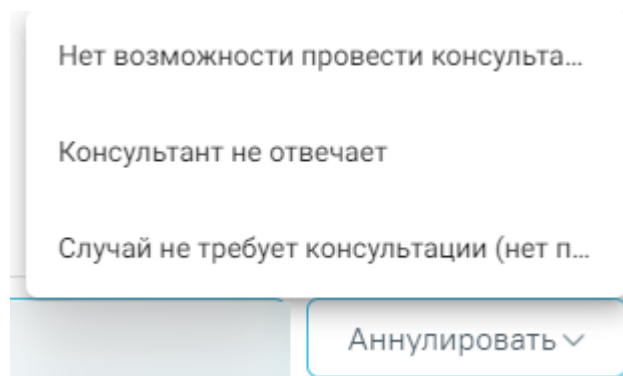 Нет возможности провести консульта...
Консультант не отвечает
Случай не требует консультации (нет п...
Аннулировать